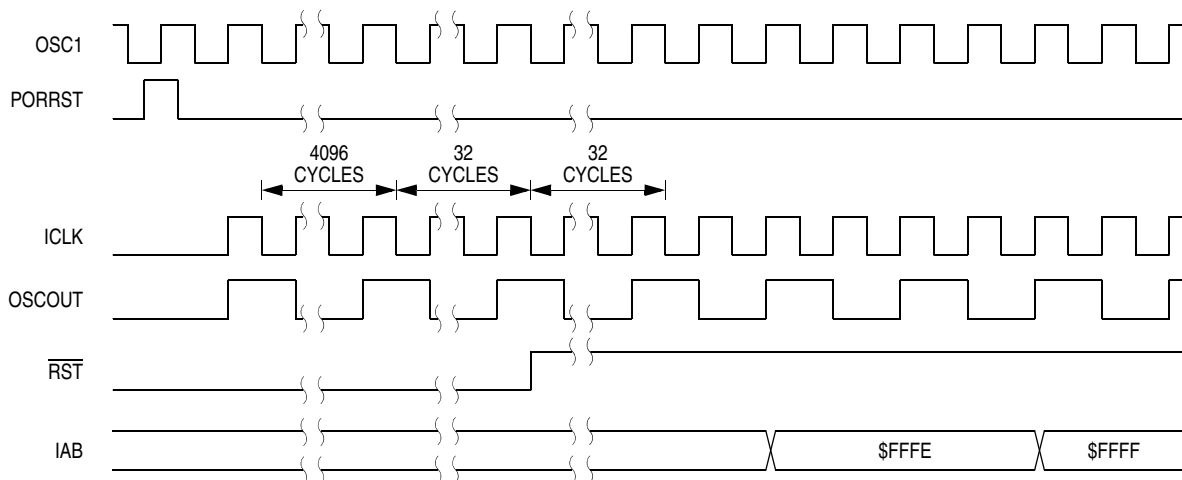 OSC1
PORRST
4096
CYCLES
32
CYCLES
32
CYCLES
ICLK
OSCOUT
RST
IAB
$FFFE
$FFFF